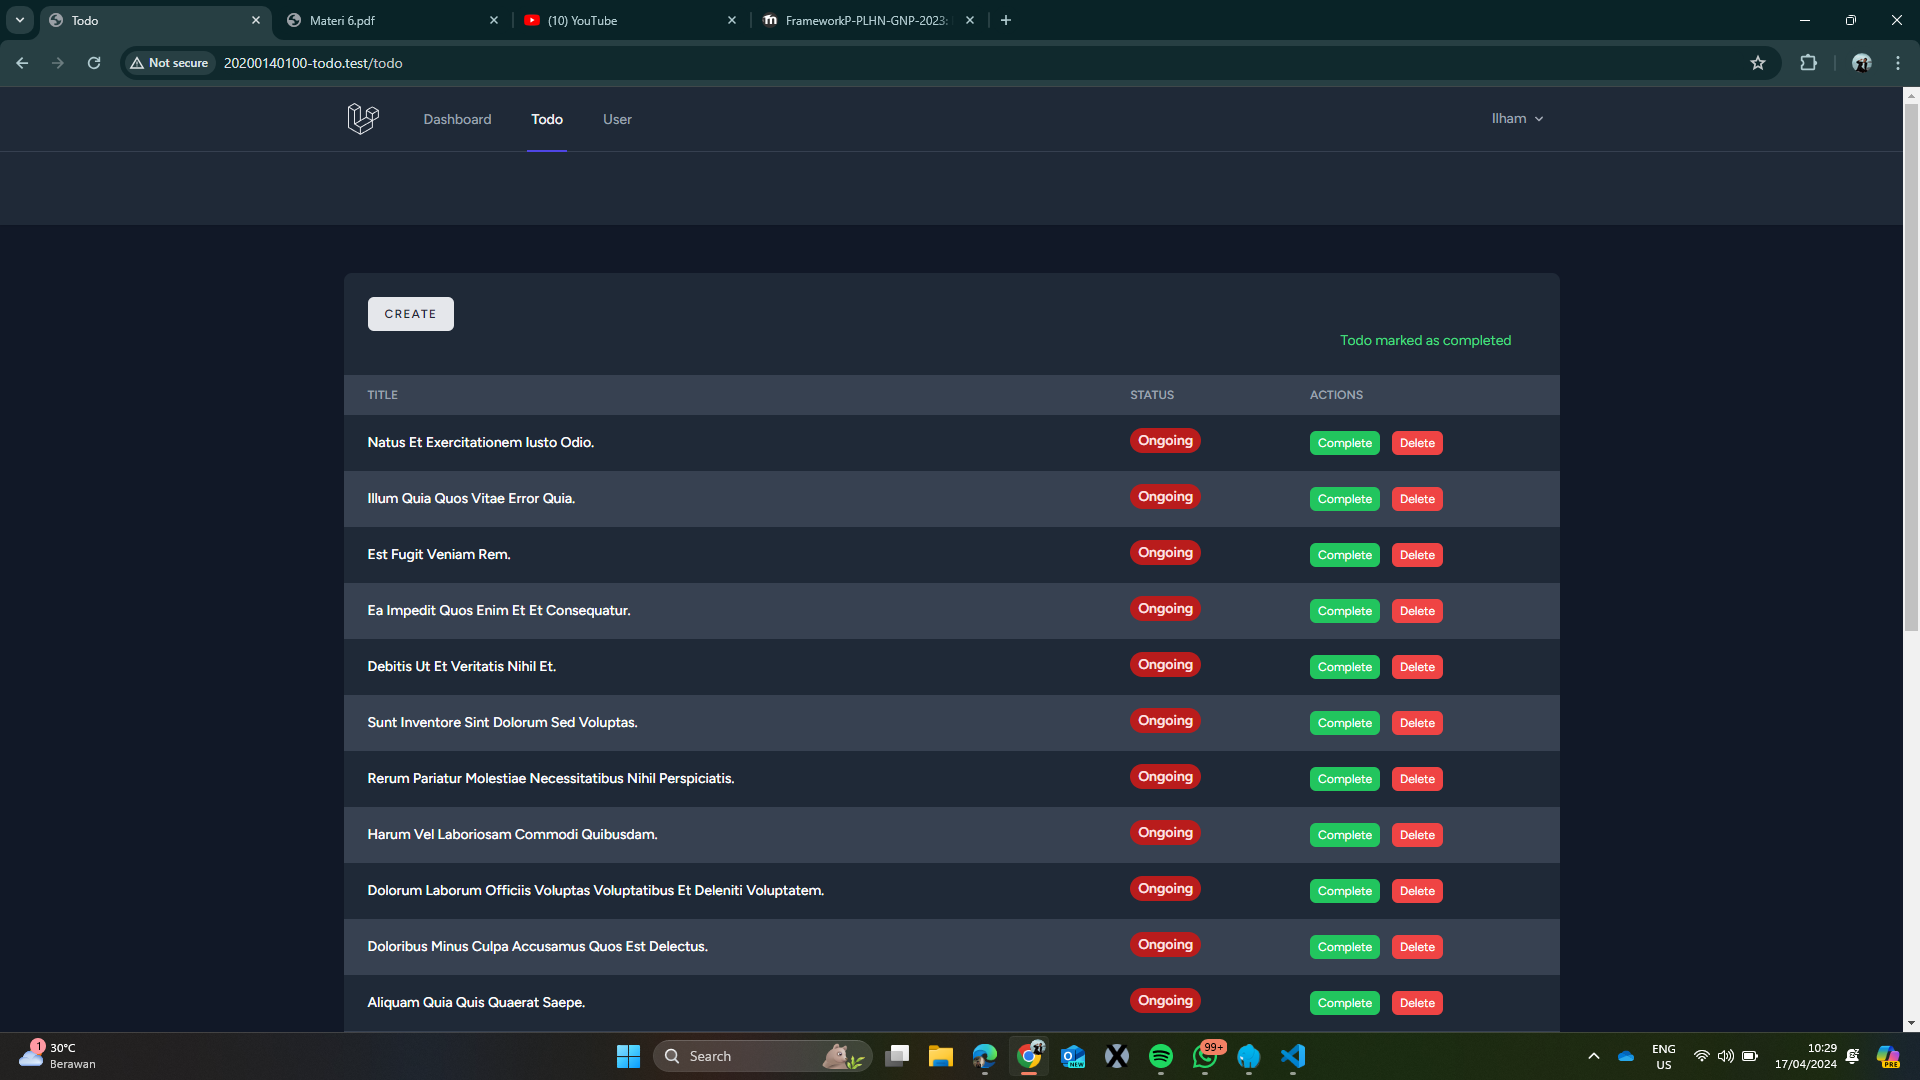 Todo
Materi 6.pdf
(10) YouTube
FrameworkP-PLHN-GNP-2023:
Not secure
20200140100-todo.test/todo
Dashboard
Todo
User
Ilham
CREATE
Todo marked as completed
TITLE STATUS ACTIONS
Natus Et Exercitationem Iusto Odio. Ongoing Complete Delete
Illum Quia Quos Vitae Error Quia. Ongoing Complete Delete
Est Fugit Veniam Rem. Ongoing Complete Delete
Ea Impedit Quos Enim Et Et Consequatur. Ongoing Complete Delete
Debitis Ut Et Veritatis Nihil Et. Ongoing Complete Delete
Sunt Inventore Sint Dolorum Sed Voluptas. Ongoing Complete Delete
Rerum Pariatur Molestiae Necessitatibus Nihil Perspiciatis. Ongoing Complete Delete
Harum Vel Laboriosam Commodi Quibusdam. Ongoing Complete Delete
Dolorum Laborum Officiis Voluptas Voluptatibus Et Deleniti Voluptatem. Ongoing Complete Delete
Doloribus Minus Culpa Accusamus Quos Est Delectus. Ongoing Complete Delete
Aliquam Quia Quis Quaerat Saepe. Ongoing Complete Delete
1
30°C
Berawan
Search
NEW
99+
ENG
US
10:29
17/04/2024
PRE